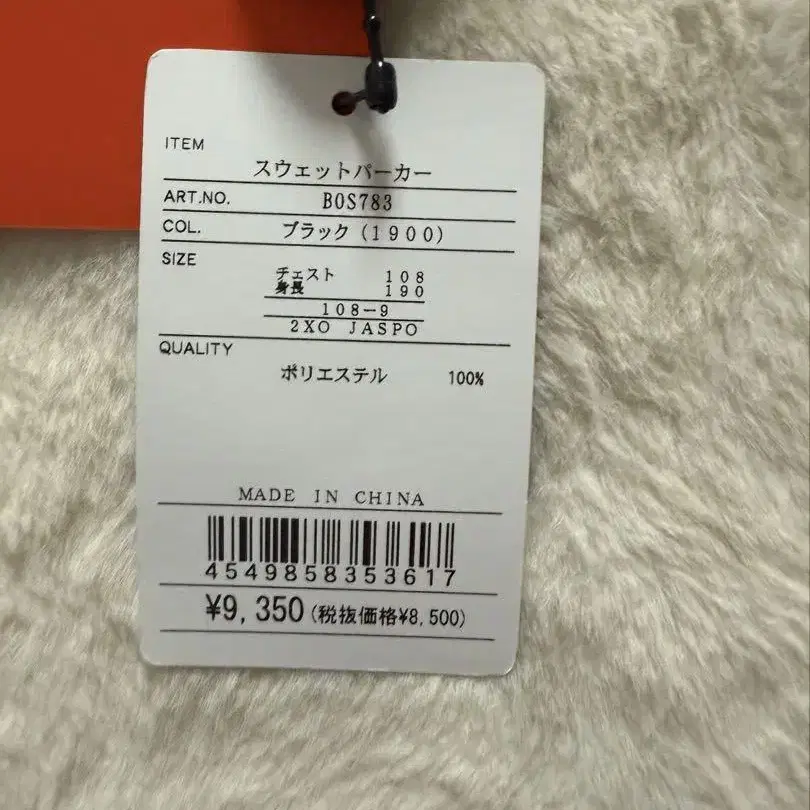 ITEM
スウェットパーカー
ART.NO. B0S783
COL. ブラック(1900)
SIZE
チェスト 108
身長 190
108-9
2XO JASPO
QUALITY
ポリエステル 100%
MADE IN CHINA
4549858353617
¥9,350(税抜価格¥8,500)